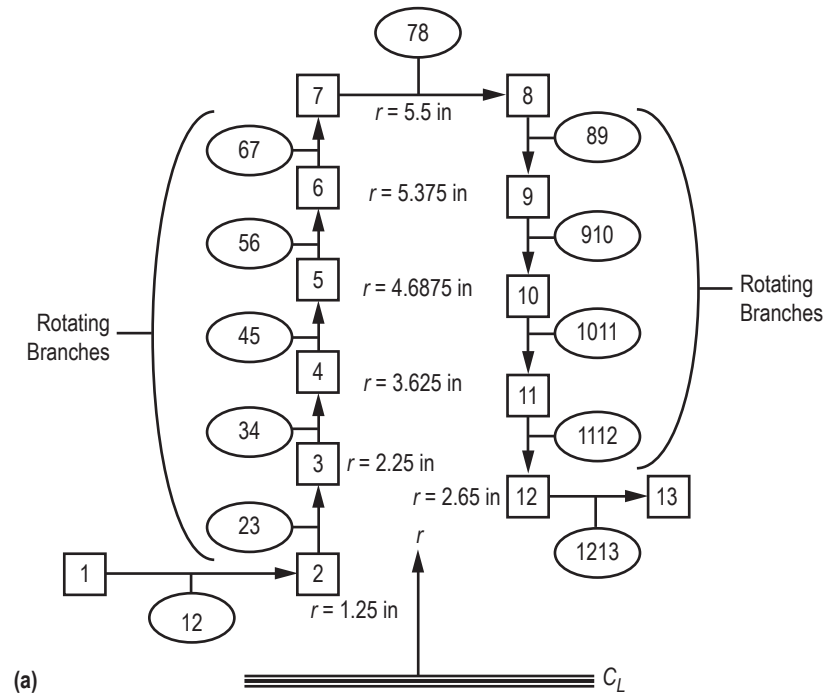 78
7
8
r = 5.5 in
67
89
6
r = 5.375 in
9
56
910
5
r = 4.6875 in
10
Rotating
Branches
Rotating
Branches
45
1011
4
r = 3.625 in
11
34
1112
3
r = 2.25 in
r = 2.65 in
12
13
23
r
1213
1
2
12
r = 1.25 in
(a)
CL